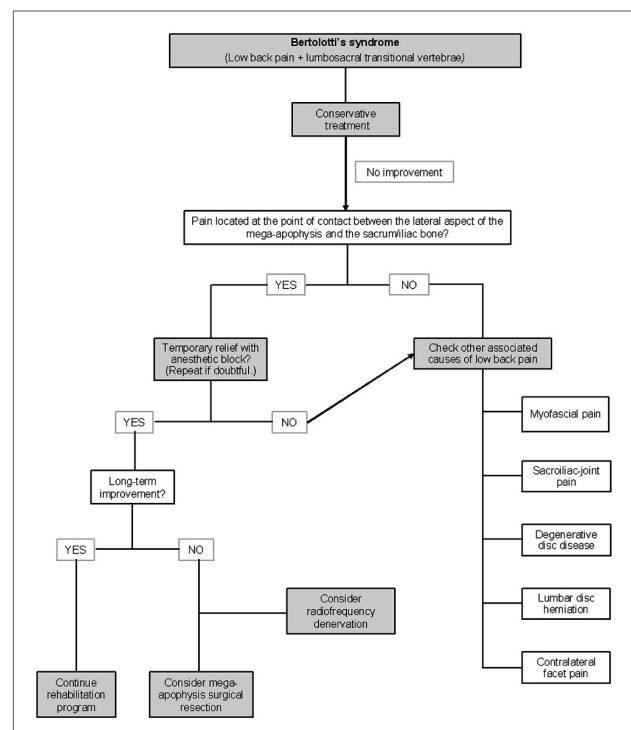 Bertolotti's syndrome
(Low back pain + lumbosacral transitional vertebrae)
Conservative
treatment
No improvement
Pain located at the point of contact between the lateral aspect of the
mega-apophysis and the sacrum/iliac bone?
YES
NO
Temporary relief with
anesthetic block?
(Repeat if doubtful.)
Check other associated
causes of low back pain
YES
NO
Myofascial pain
Long-term
improvement?
Sacroiliac-joint
pain
YES
NO
Degenerative
disc disease
Consider
radiofrequency
denervation
Lumbar disc
herniation
Continue
rehabilitation
program
Consider mega-
apophysis surgical
resection
Contralateral
facet pain